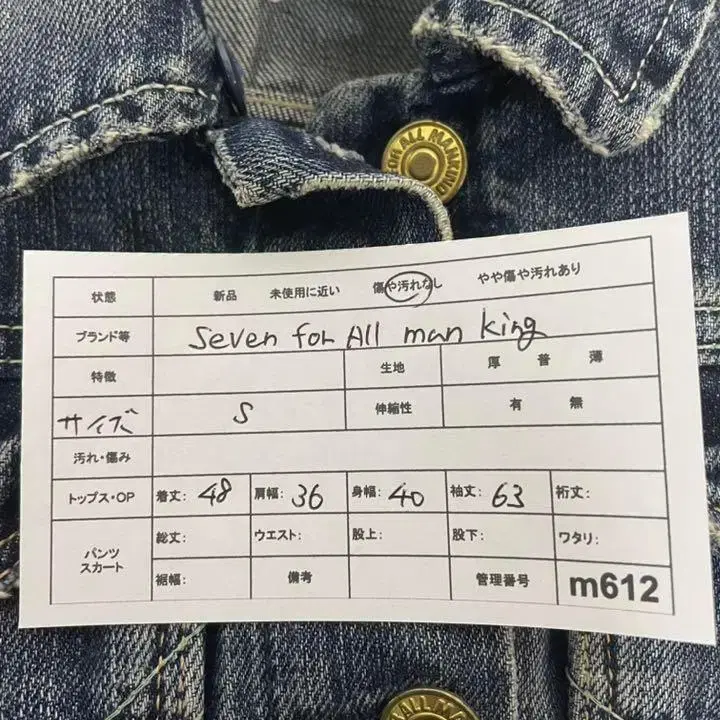 FOR ALL MANKIND
状態 新品 未使用に近い 傷や汚れなし やや傷や汚れあり
ブランド等 Seven for All man king
特徴 生地 厚 普 薄
サイズ S 伸縮性 有 無
汚れ・傷み
トップス・OP 着丈: 48 肩幅: 36 身幅: 40 袖丈: 63 裄丈:
パンツ スカート 総丈: ウエスト: 股上: 股下: ワタリ:
裾幅: 備考 管理番号 m612
ALL MANKIND